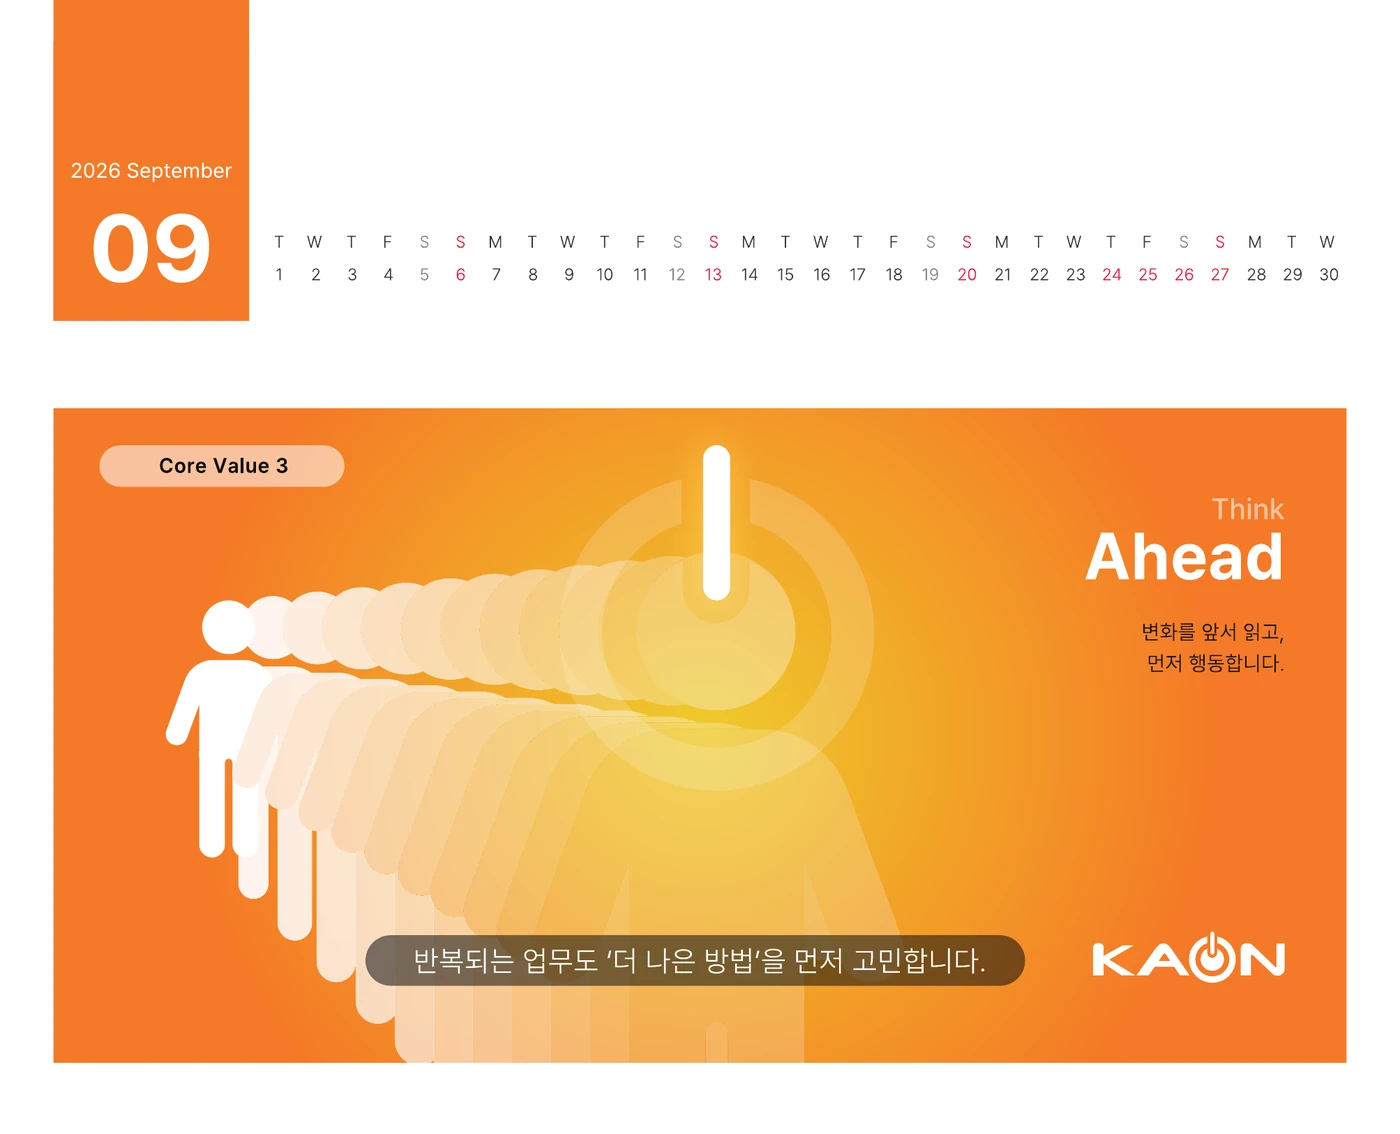 2026 September
09
T W T F S S M T W T F S S M T W T F S S M T W T F S S M T W
1 2 3 4 5 6 7 8 9 10 11 12 13 14 15 16 17 18 19 20 21 22 23 24 25 26 27 28 29 30
Core Value 3
Think
Ahead
변화를 앞서 읽고,
먼저 행동합니다.
반복되는 업무도 ‘더 나은 방법’을 먼저 고민합니다.
KAON